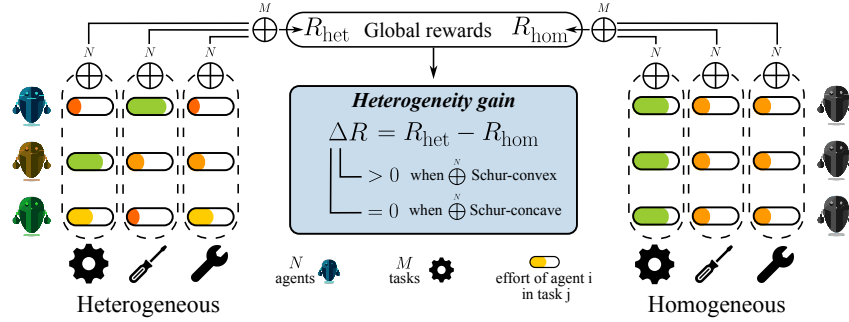 M
R_het Global rewards R_hom
M
N N N
N N N
Heterogeneity gain
ΔR = R_het − R_hom
> 0 when ⊕^N Schur-convex
= 0 when ⊕^N Schur-concave
N agents
M tasks
effort of agent i
in task j
Heterogeneous
Homogeneous